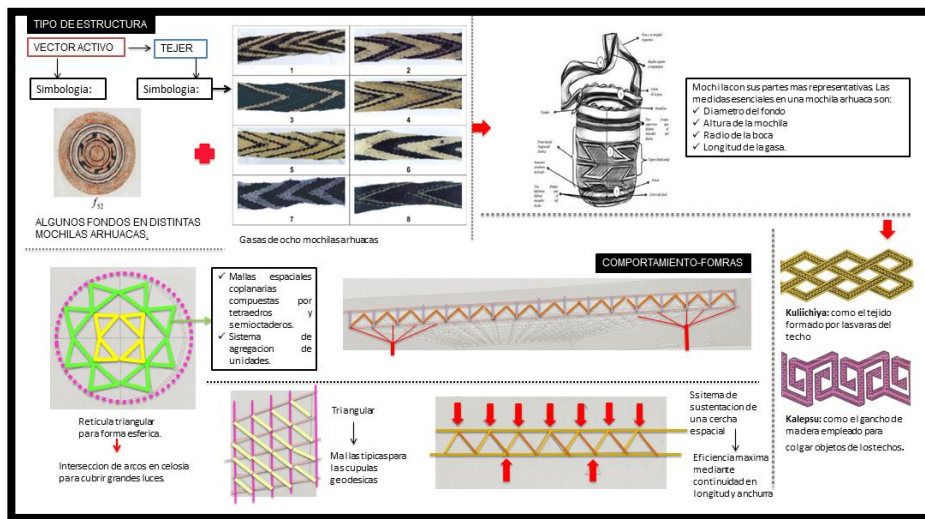 TIPO DE ESTRUCTURA
VECTOR ACTIVO
TEJER
Simbologia:
Simbologia:
f52
ALGUNOS FONDOS EN DISTINTAS
MOCHILAS ARHUACAS.
1
2
3
4
5
6
7
8
Gasas de ocho mochilas arhuacas
Mochila con sus partes mas representativas. Las
medidas esenciales en una mochila arhuaca son:
✓ Diametro del fondo
✓ Altura de la mochila
✓ Radio de la boca
✓ Longitud de la gasa.
✓ Mallas espaciales
coplanarias
compuestas por
tetraedros y
semioctaderos.
✓ Sistema de
agregacion de
unidades.
Reticula triangular
para forma esferica.
Interseccion de arcos en celosia
para cubrir grandes luces.
COMPORTAMIENTO-FOMRAS
Triangular
Mallas tipicas para
las cupulas
geodesicas
Ssitema de
sustentacion de
una cercha
espacial
Eficiencia maxima
mediante
continuidad en
longitud y anchurra
Kuliichiya: como el tejido
formado por las varas del
techo
Kalepsu: como el gancho de
madera empleado para
colgar objetos de los techos.